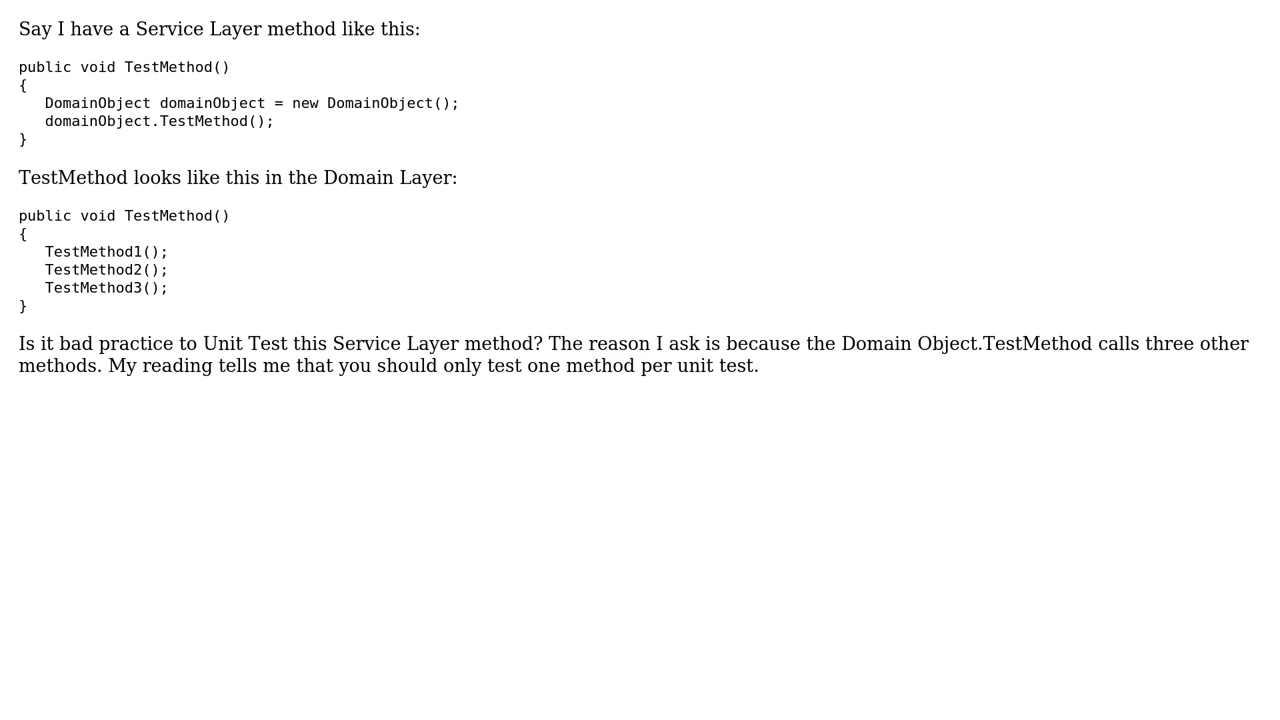 Say I have a Service Layer method like this:
public void TestMethod()
{
   DomainObject domainObject = new DomainObject();
   domainObject.TestMethod();
}
TestMethod looks like this in the Domain Layer:
public void TestMethod()
{
   TestMethod1();
   TestMethod2();
   TestMethod3();
}
Is it bad practice to Unit Test this Service Layer method? The reason I ask is because the Domain Object.TestMethod calls three other
methods. My reading tells me that you should only test one method per unit test.